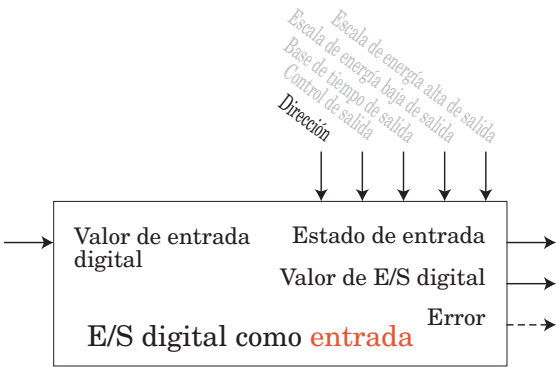 Escala de energía alta de salida
Escala de energía baja de salida
Base de tiempo de salida
Control de salida
Dirección
Valor de entrada
digital
Estado de entrada
Valor de E/S digital
Error
E/S digital como entrada